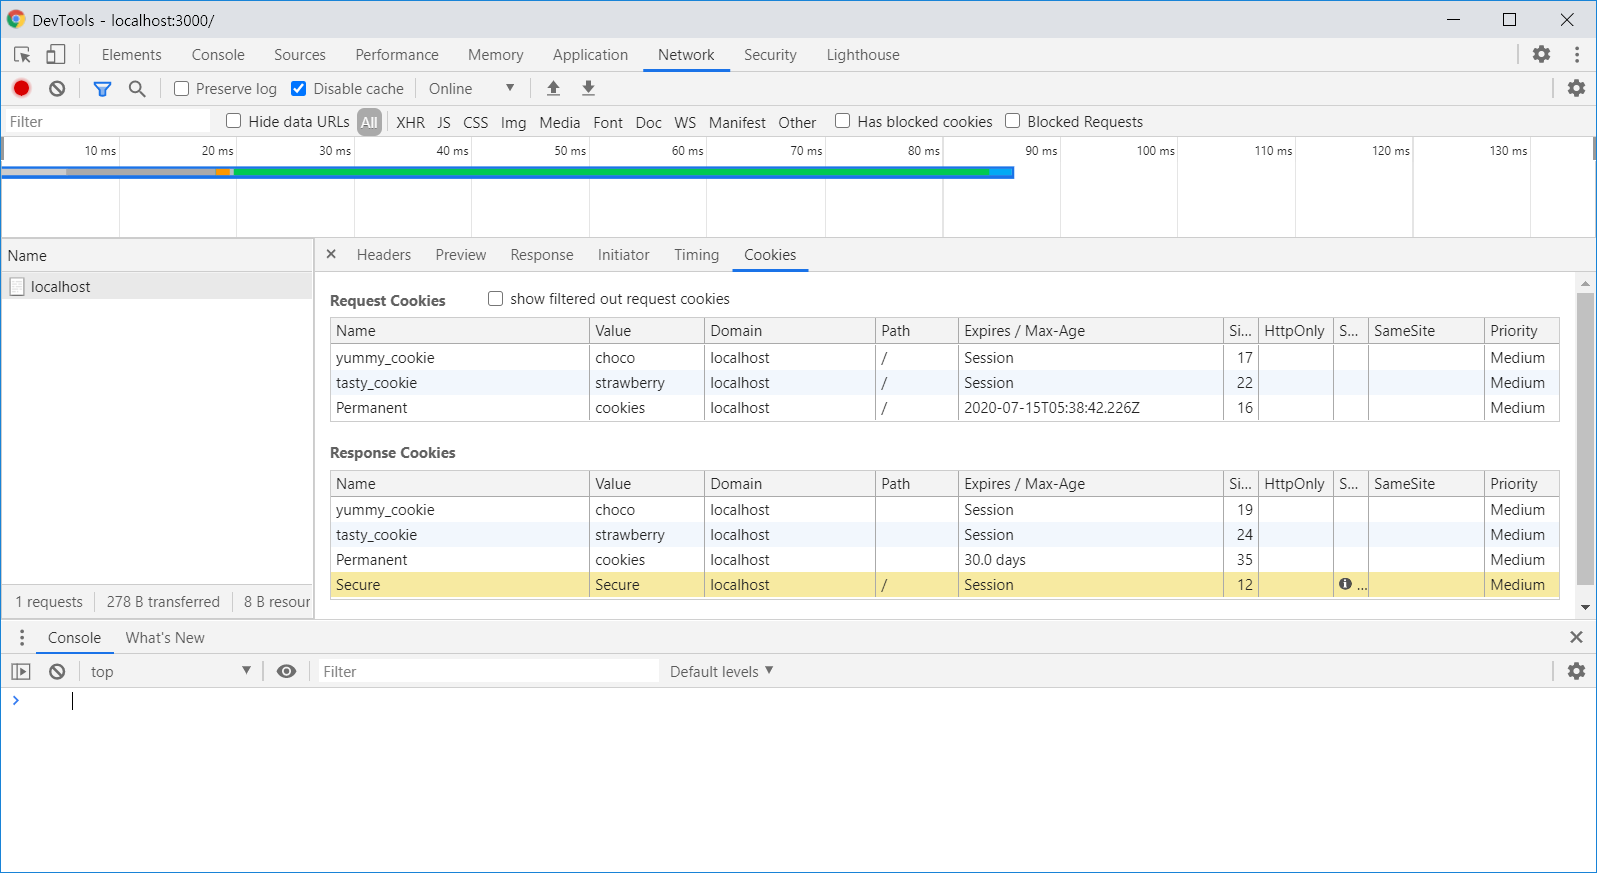 DevTools - localhost:3000/
Elements Console Sources Performance Memory Application Network Security Lighthouse
Preserve log Disable cache Online
Filter Hide data URLs All XHR JS CSS Img Media Font Doc WS Manifest Other Has blocked cookies Blocked Requests
10 ms 20 ms 30 ms 40 ms 50 ms 60 ms 70 ms 80 ms 90 ms 100 ms 110 ms 120 ms 130 ms
Name
localhost
1 requests 278 B transferred 8 B resour
Headers Preview Response Initiator Timing Cookies
Request Cookies show filtered out request cookies
Name Value Domain Path Expires / Max-Age Si... HttpOnly S... SameSite Priority
yummy_cookie choco localhost / Session 17 Medium
tasty_cookie strawberry localhost / Session 22 Medium
Permanent cookies localhost / 2020-07-15T05:38:42.226Z 16 Medium
Response Cookies
Name Value Domain Path Expires / Max-Age Si... HttpOnly S... SameSite Priority
yummy_cookie choco localhost Session 19 Medium
tasty_cookie strawberry localhost Session 24 Medium
Permanent cookies localhost 30.0 days 35 Medium
Secure Secure localhost / Session 12 ... Medium
Console What's New
top Filter Default levels